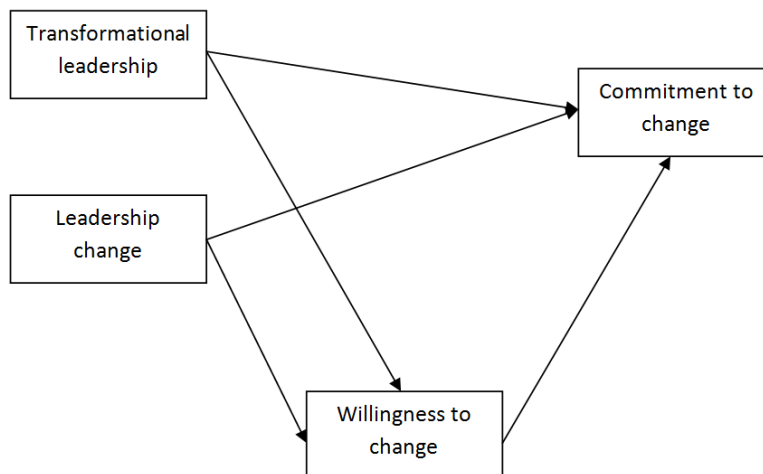 Transformational
leadership
Commitment to
change
Leadership
change
Willingness to
change